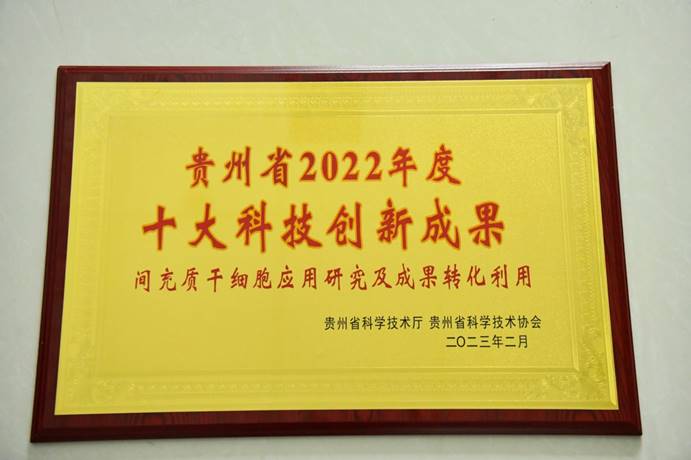 贵州省2022年度
十大科技创新成果
间充质干细胞应用研究及成果转化利用
贵州省科学技术厅 贵州省科学技术协会
二〇二三年二月